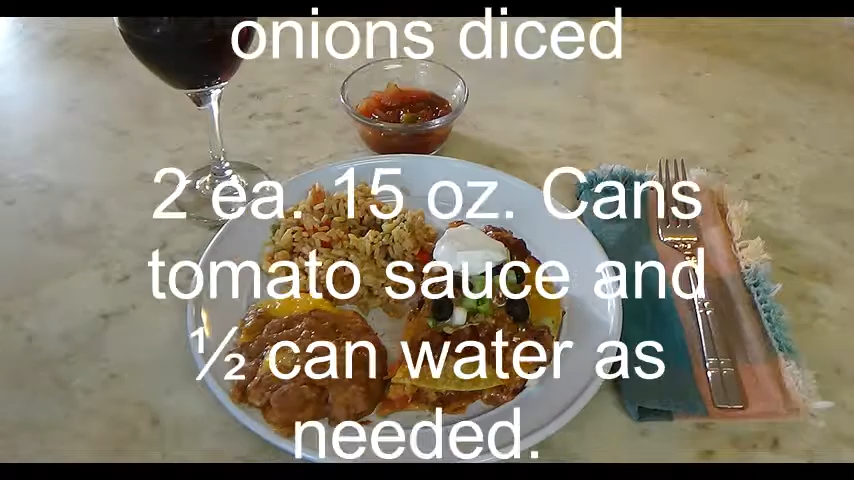 onions diced
2 ea. 15 oz. Cans
tomato sauce and
½ can water as
needed.